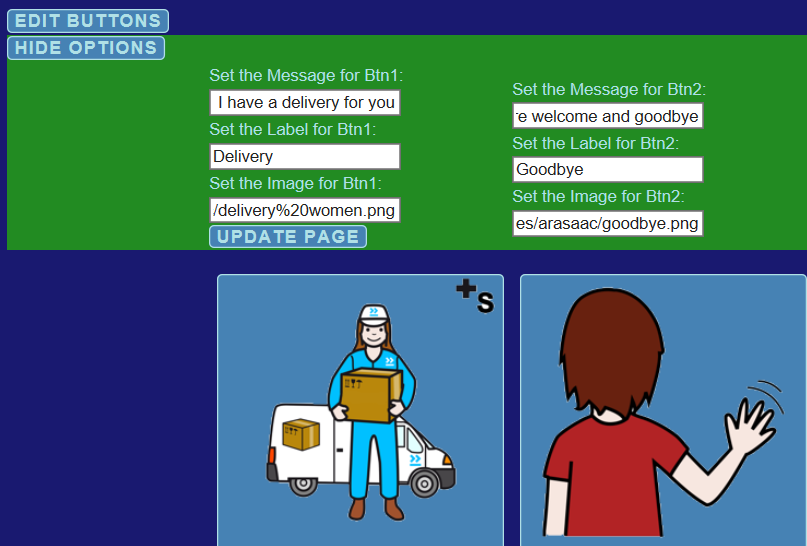 EDIT BUTTONS
HIDE OPTIONS
Set the Message for Btn1:
I have a delivery for you
Set the Label for Btn1:
Delivery
Set the Image for Btn1:
/delivery%20women.png
UPDATE PAGE
Set the Message for Btn2:
e welcome and goodbye
Set the Label for Btn2:
Goodbye
Set the Image for Btn2:
es/arasaac/goodbye.png
+s